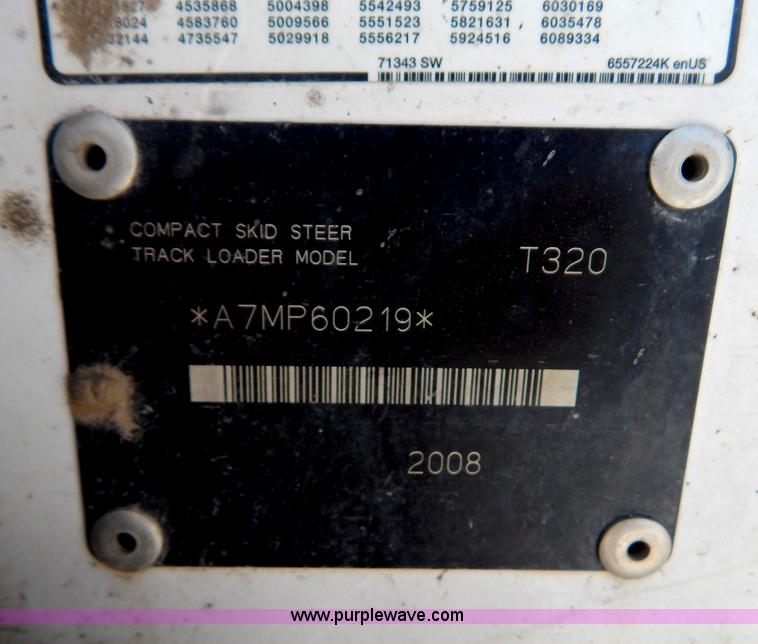 4535868 5004398 5542493 5759125 6030169
4583760 5009566 5551523 5821631 6035478
4735547 5029918 5556217 5924516 6089334
71343 SW 6557224K enUS
COMPACT SKID STEER
TRACK LOADER MODEL T320
*A7MP60219*
2008
www.purplewave.com